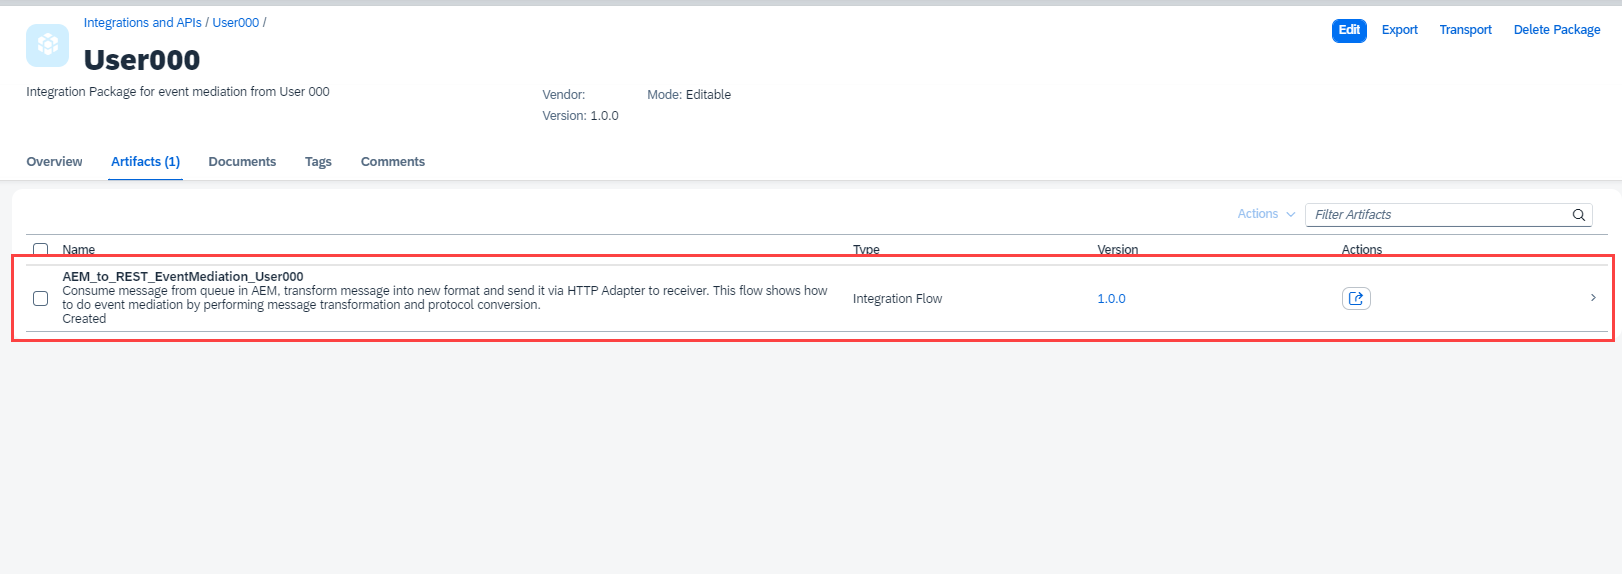 Integrations and APIs / User000 /
Edit Export Transport Delete Package
User000
Integration Package for event mediation from User 000
Vendor: Mode: Editable
Version: 1.0.0
Overview Artifacts (1) Documents Tags Comments
Actions Filter Artifacts
Name Type Version Actions
AEM_to_REST_EventMediation_User000
Consume message from queue in AEM, transform message into new format and send it via HTTP Adapter to receiver. This flow shows how
to do event mediation by performing message transformation and protocol conversion.
Created
Integration Flow 1.0.0